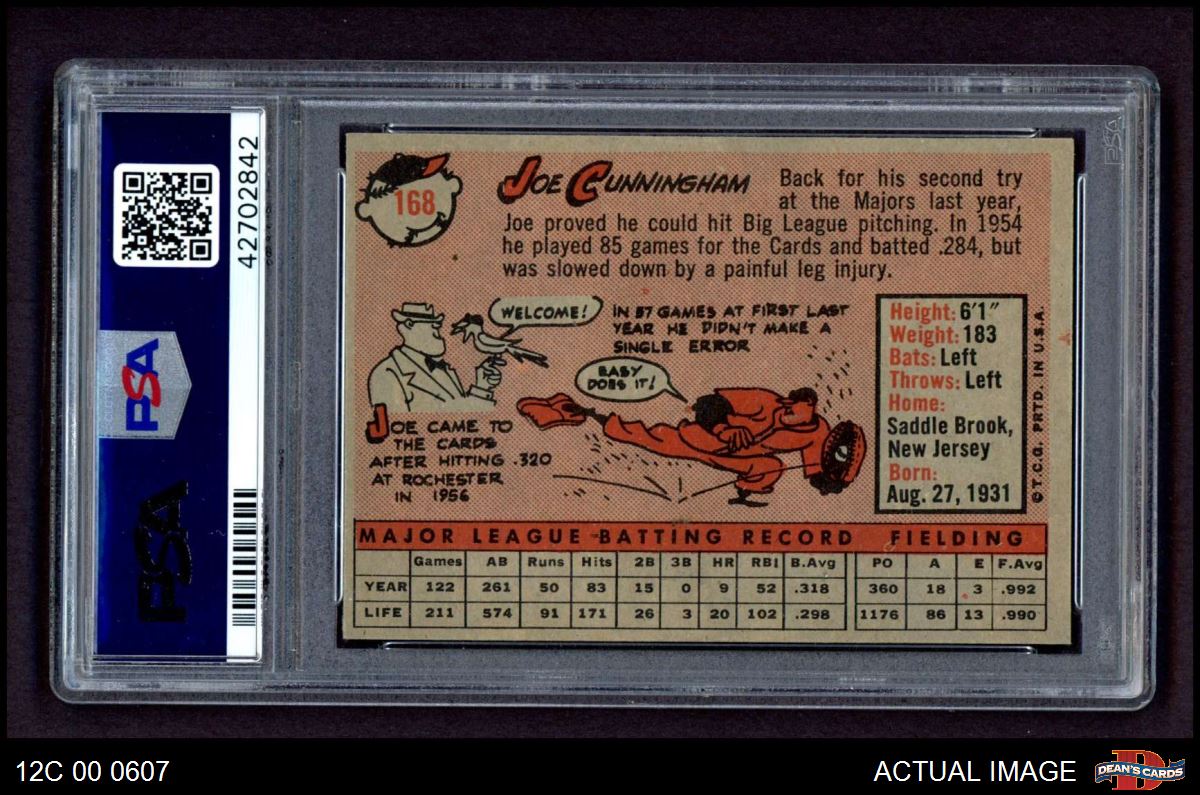 42702842
PSA
PSA
PSA
168
JOE CUNNINGHAM
Back for his second try
at the Majors last year,
Joe proved he could hit Big League pitching. In 1954
he played 85 games for the Cards and batted .284, but
was slowed down by a painful leg injury.
WELCOME!
JOE CAME TO
THE CARDS
AFTER HITTING .320
AT ROCHESTER
IN 1956
IN 57 GAMES AT FIRST LAST
YEAR HE DIDN'T MAKE A
SINGLE ERROR
EASY
DOES IT!
Height: 6'1"
Weight: 183
Bats: Left
Throws: Left
Home:
Saddle Brook,
New Jersey
Born:
Aug. 27, 1931
© T.C.G. PRTD. IN U.S.A.
MAJOR LEAGUE BATTING RECORD FIELDING
Games AB Runs Hits 2B 3B HR RBI B.Avg PO A E F.Avg
YEAR 122 261 50 83 15 0 9 52 .318 360 18 3 .992
LIFE 211 574 91 171 26 3 20 102 .298 1176 86 13 .990
12C 00 0607
ACTUAL IMAGE
DEAN'S CARDS